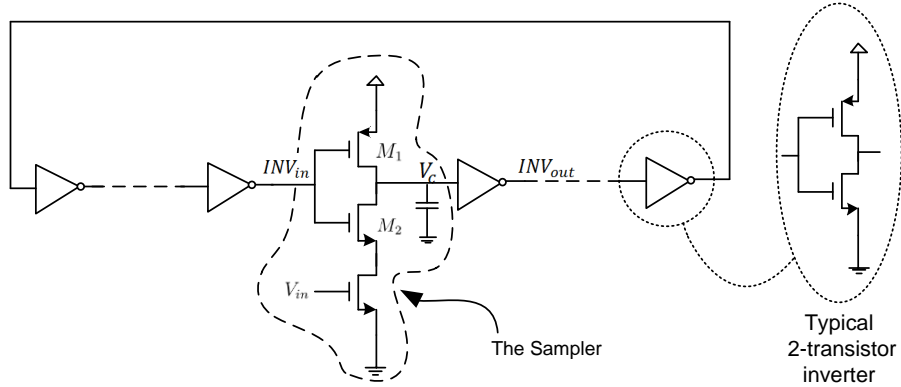 INV_in
M_1
V_C
INV_out
M_2
V_in
The Sampler
Typical
2-transistor
inverter